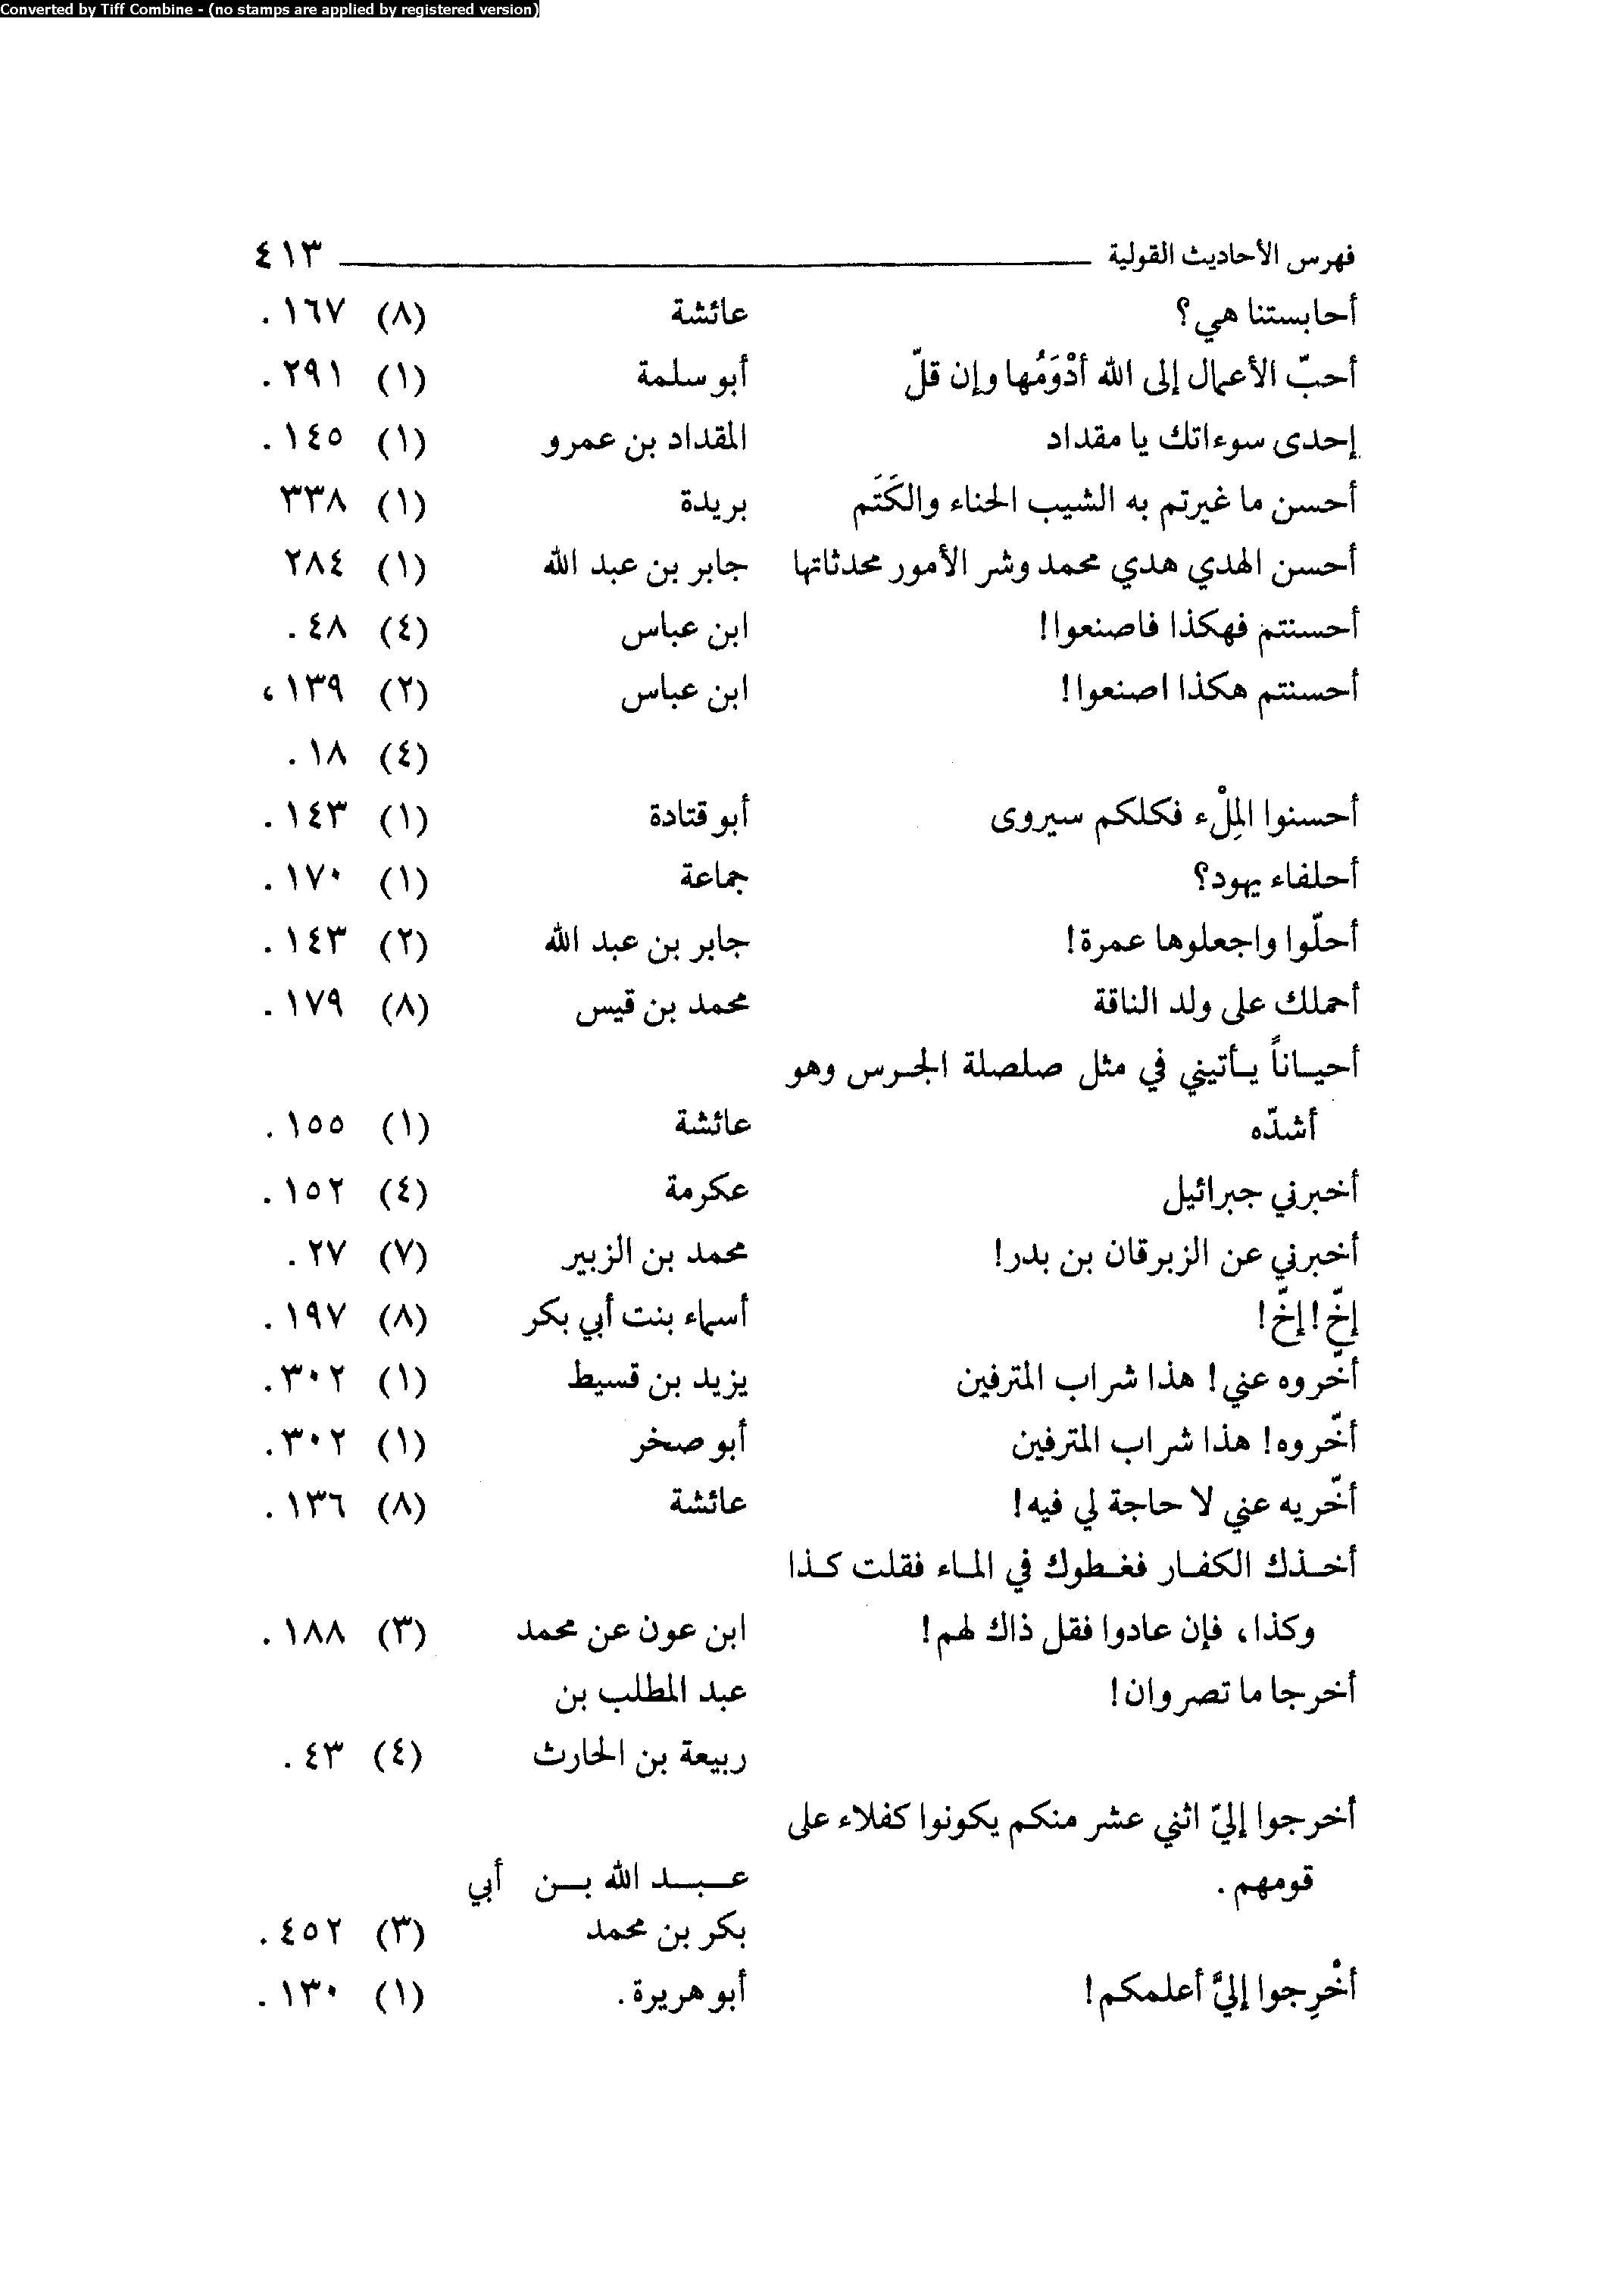 Converted by Tiff Combine - (no stamps are applied by registered version)
فهرس الأحاديث القولية ٤١٣
أحابستنا هي؟ عائشة (٨) ١٦٧ .
أحبّ الأعمال إلى الله أدْوَمُها وإن قلّ أبو سلمة (١) ٢٩١ .
إحدى سوءاتك يا مقداد المقداد بن عمرو (١) ١٤٥ .
أحسن ما غيرتم به الشيب الحناء والكَتَم بريدة (١) ٣٣٨
أحسن الهدي هدي محمد وشر الأمور محدثاتها جابر بن عبد الله (١) ٢٨٤
أحسنتم فهكذا فاصنعوا! ابن عباس (٤) ٤٨ .
أحسنتم هكذا اصنعوا! ابن عباس (٢) ١٣٩ ،
(٤) ١٨ .
أحسنوا المِلْء فكلكم سيروى أبو قتادة (١) ١٤٣ .
أحلفاء يهود؟ جماعة (١) ١٧٠ .
أحلّوا واجعلوها عمرة! جابر بن عبد الله (٢) ١٤٣ .
أحملك على ولد الناقة محمد بن قيس (٨) ١٧٩ .
أحياناً يأتيني في مثل صلصلة الجرس وهو
أشدّه عائشة (١) ١٥٥ .
أخبرني جبرائيل عكرمة (٤) ١٥٢ .
أخبرني عن الزبرقان بن بدر! محمد بن الزبير (٧) ٢٧ .
إخّ! إخّ! أسماء بنت أبي بكر (٨) ١٩٧ .
أخّروه عني! هذا شراب المترفين يزيد بن قسيط (١) ٣٠٢ .
أخّروه! هذا شراب المترفين أبو صخر (١) ٣٠٢ .
أخّريه عني لا حاجة لي فيه! عائشة (٨) ١٣٦ .
أخذك الكفار فغطوك في الماء فقلت كذا
وكذا، فإن عادوا فقل ذاك لهم! ابن عون عن محمد (٣) ١٨٨ .
أخرجا ما تصروان! عبد المطلب بن
ربيعة بن الحارث (٤) ٤٣ .
أخرجوا إليّ اثني عشر منكم يكونوا كفلاء على
قومهم . عبد الله بن أبي
بكر بن محمد (٣) ٤٥٢ .
أخْرِجوا إليَّ أعلمكم! أبو هريرة . (١) ١٣٠ .